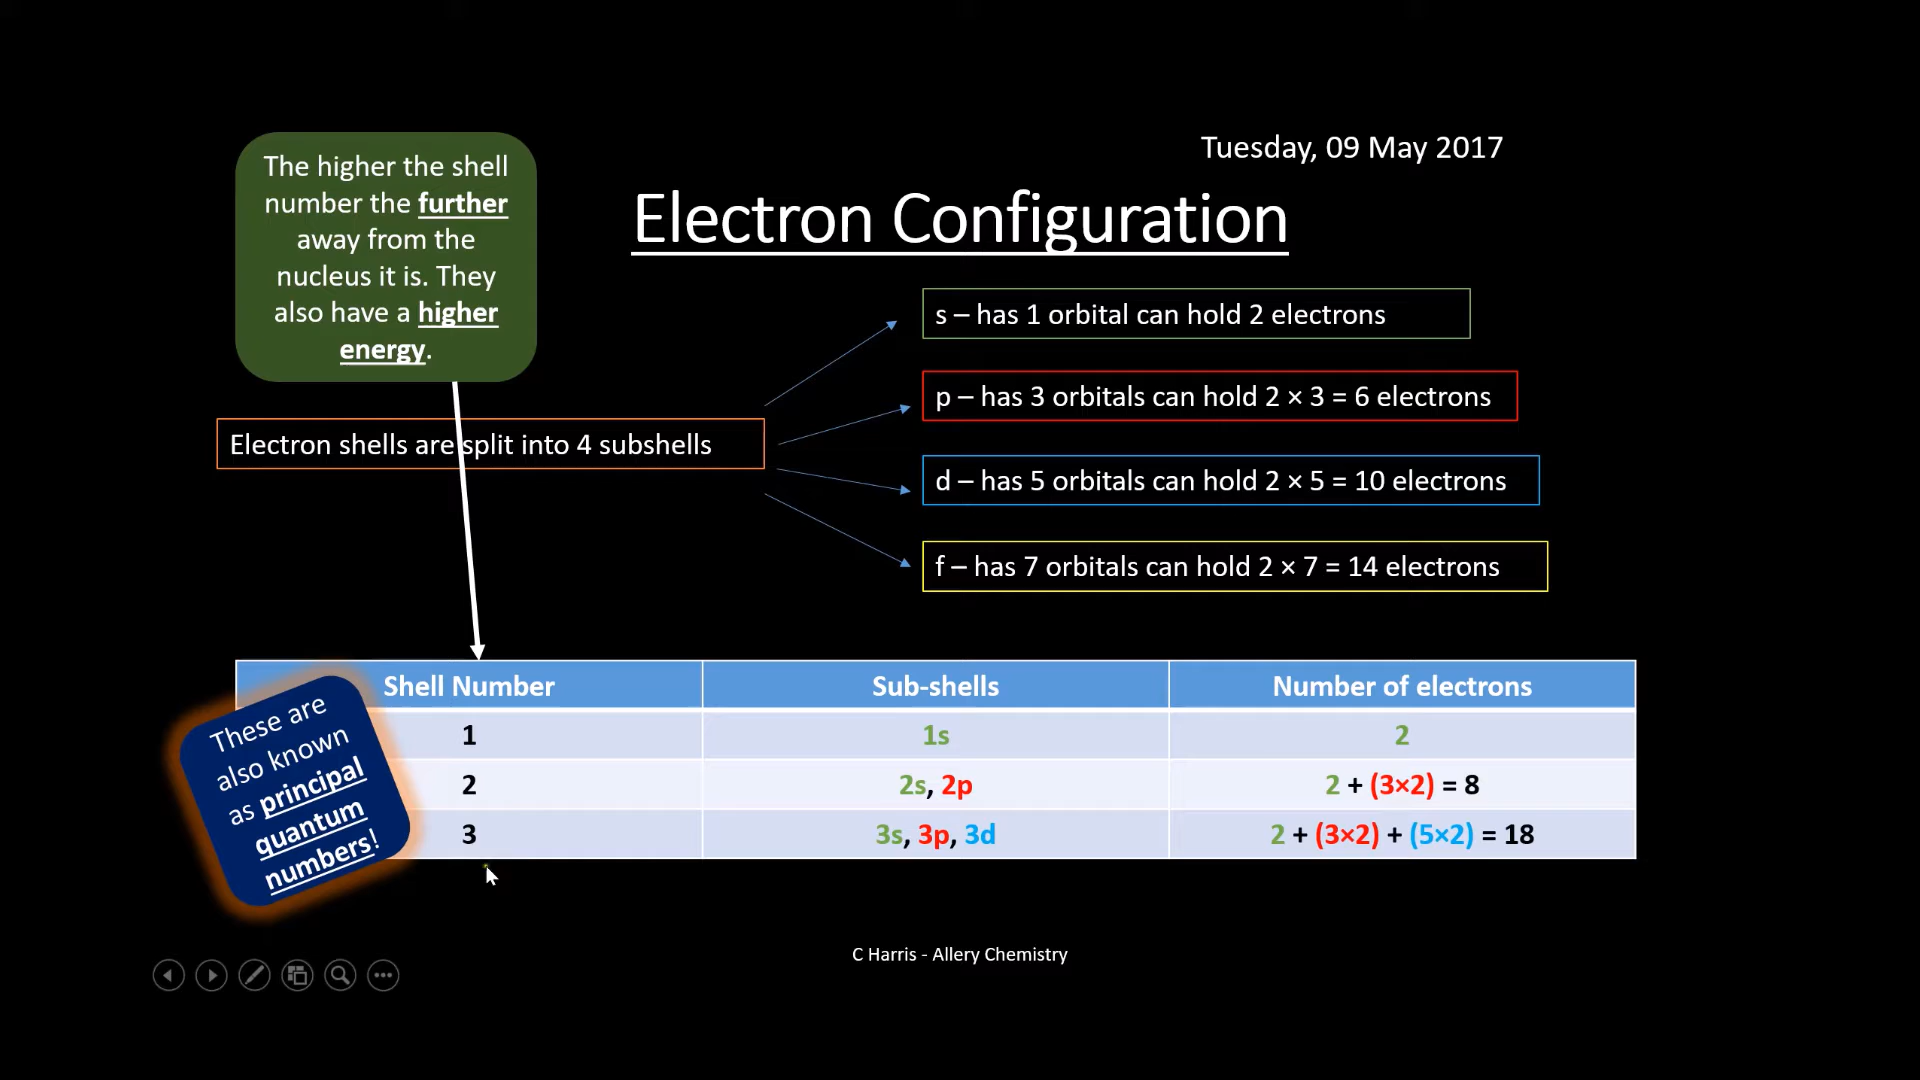 Tuesday, 09 May 2017
Electron Configuration
The higher the shell
number the further
away from the
nucleus it is. They
also have a higher
energy.
Electron shells are split into 4 subshells
s – has 1 orbital can hold 2 electrons
p – has 3 orbitals can hold 2 × 3 = 6 electrons
d – has 5 orbitals can hold 2 × 5 = 10 electrons
f – has 7 orbitals can hold 2 × 7 = 14 electrons
Shell Number Sub-shells Number of electrons
1 1s 2
2 2s, 2p 2 + (3×2) = 8
3 3s, 3p, 3d 2 + (3×2) + (5×2) = 18
These are
also known
as principal
quantum
numbers!
C Harris - Allery Chemistry